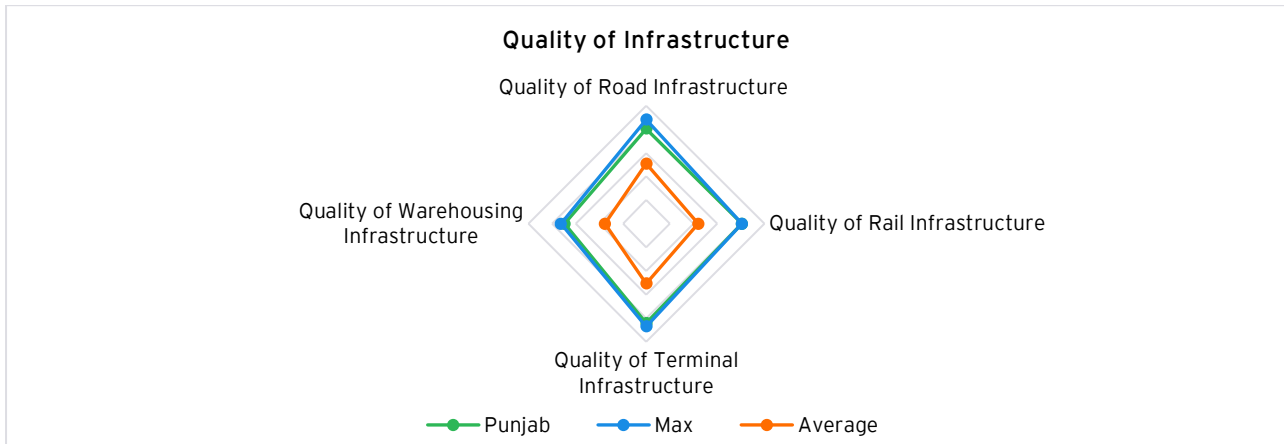 Quality of Infrastructure
Quality of Road Infrastructure
Quality of Warehousing
Infrastructure
Quality of Rail Infrastructure
Quality of Terminal
Infrastructure
Punjab
Max
Average